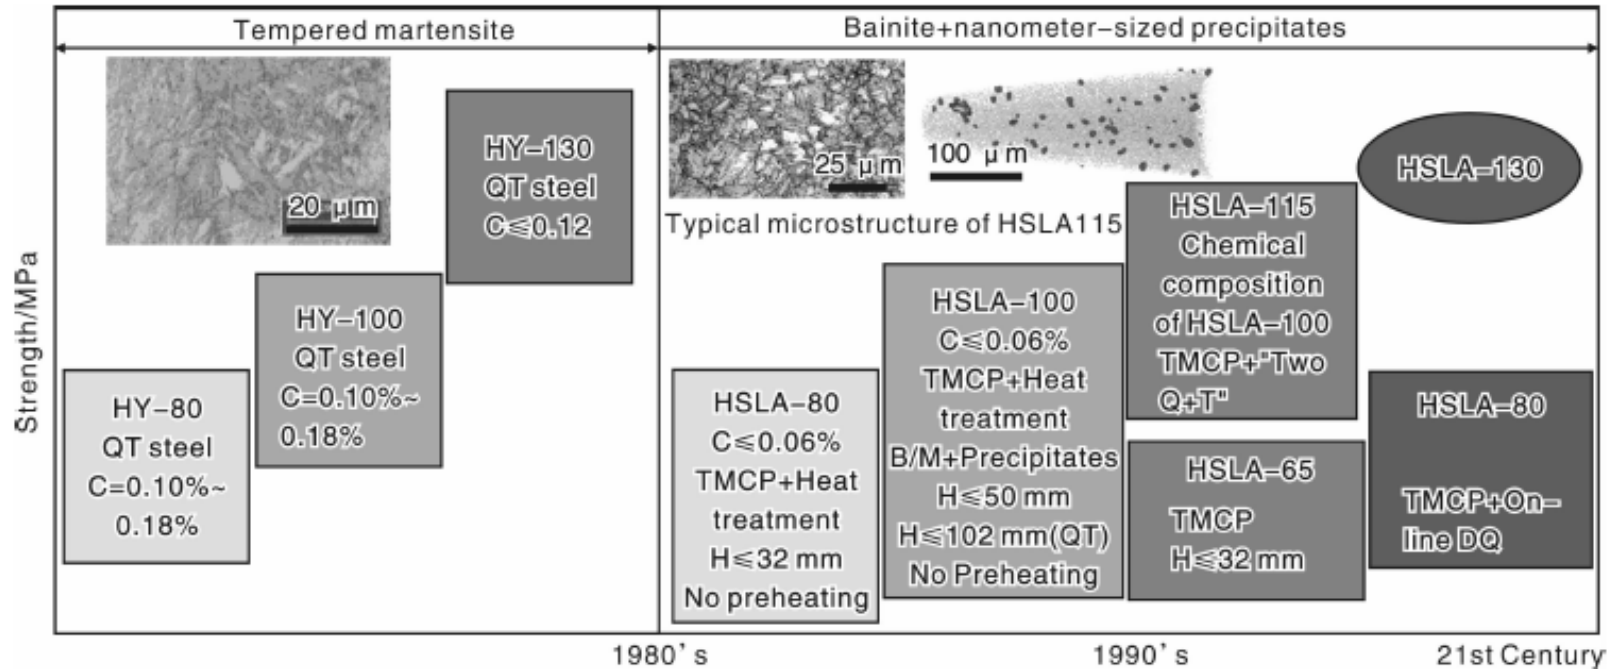 Tempered martensite
Bainite+nanometer-sized precipitates
20 μm
HY-130
QT steel
C≤0.12
25 μm
100 μm
Typical microstructure of HSLA115
HSLA-130
Strength/MPa
HY-100
QT steel
C=0.10%~
0.18%
HY-80
QT steel
C=0.10%~
0.18%
HSLA-80
C≤0.06%
TMCP+Heat
treatment
H≤32 mm
No preheating
HSLA-100
C≤0.06%
TMCP+Heat
treatment
B/M+Precipitates
H≤50 mm
H≤102 mm(QT)
No Preheating
HSLA-115
Chemical
composition
of HSLA-100
TMCP+"Two
Q+T"
HSLA-65
TMCP
H≤32 mm
HSLA-80
TMCP+On-
line DQ
1980's
1990's
21st Century